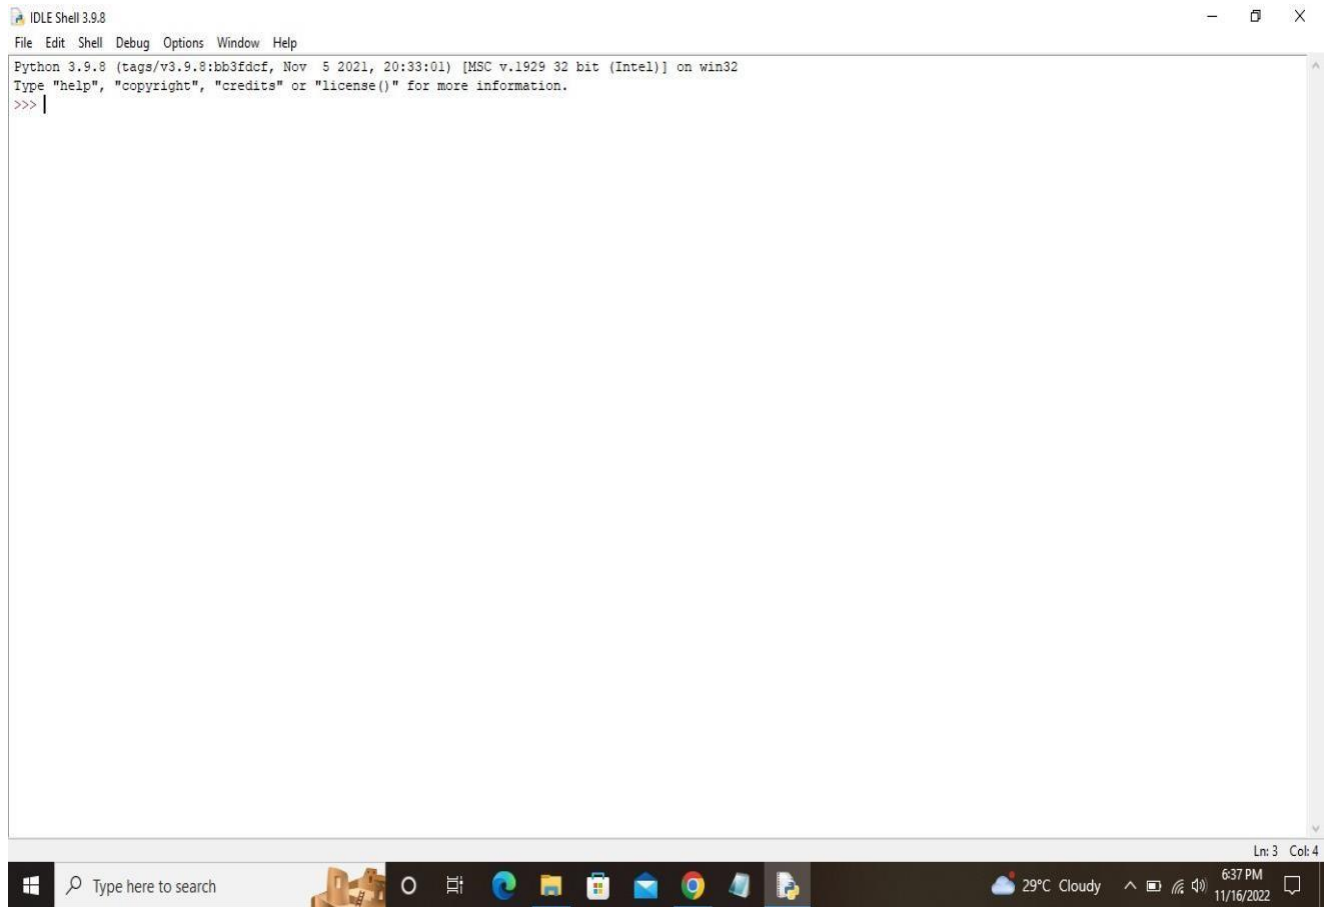 IDLE Shell 3.9.8
File Edit Shell Debug Options Window Help
Python 3.9.8 (tags/v3.9.8:bb3fdcf, Nov  5 2021, 20:33:01) [MSC v.1929 32 bit (Intel)] on win32
Type "help", "copyright", "credits" or "license()" for more information.
>>>
Ln: 3 Col: 4
Type here to search
29°C Cloudy
6:37 PM
11/16/2022